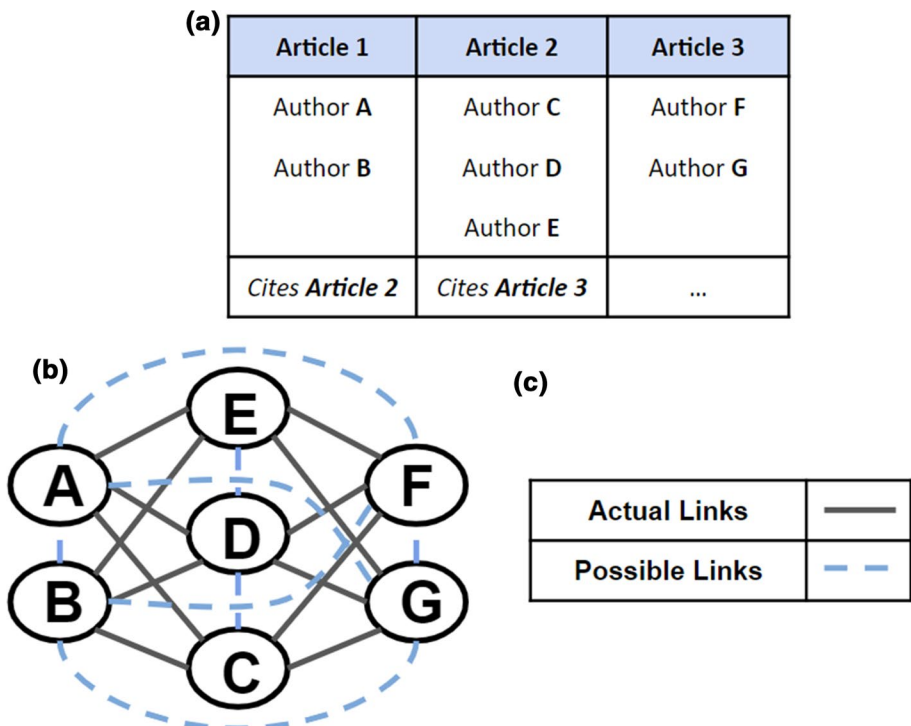 (a)
Article 1 Article 2 Article 3
Author A Author C Author F
Author B Author D Author G
Author E
Cites Article 2 Cites Article 3 ...
(b)
(c)
E
A F
D
B G
C
Actual Links
Possible Links